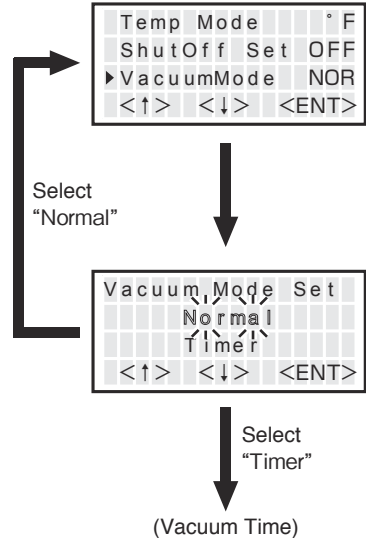 Temp Mode °F
ShutOff Set OFF
▶VacuumMode NOR
<↑> <↓> <ENT>
Select
“Normal”
Vacuum Mode Set
Normal
Timer
<↑> <↓> <ENT>
Select
“Timer”
(Vacuum Time)